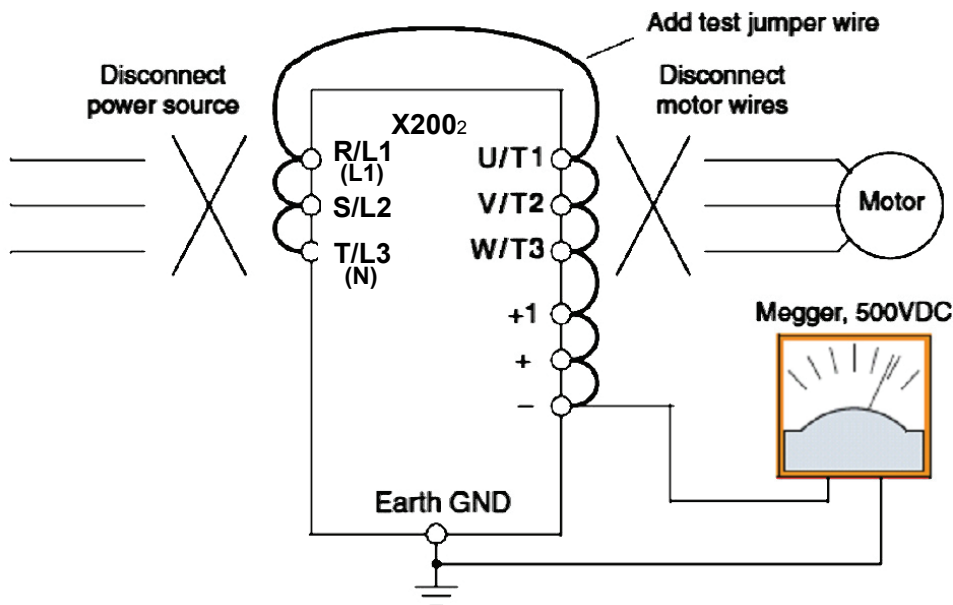 Add test jumper wire
Disconnect
power source
Disconnect
motor wires
X2002
R/L1
(L1)
U/T1
S/L2
V/T2
Motor
T/L3
(N)
W/T3
+1
Megger, 500VDC
+
–
Earth GND